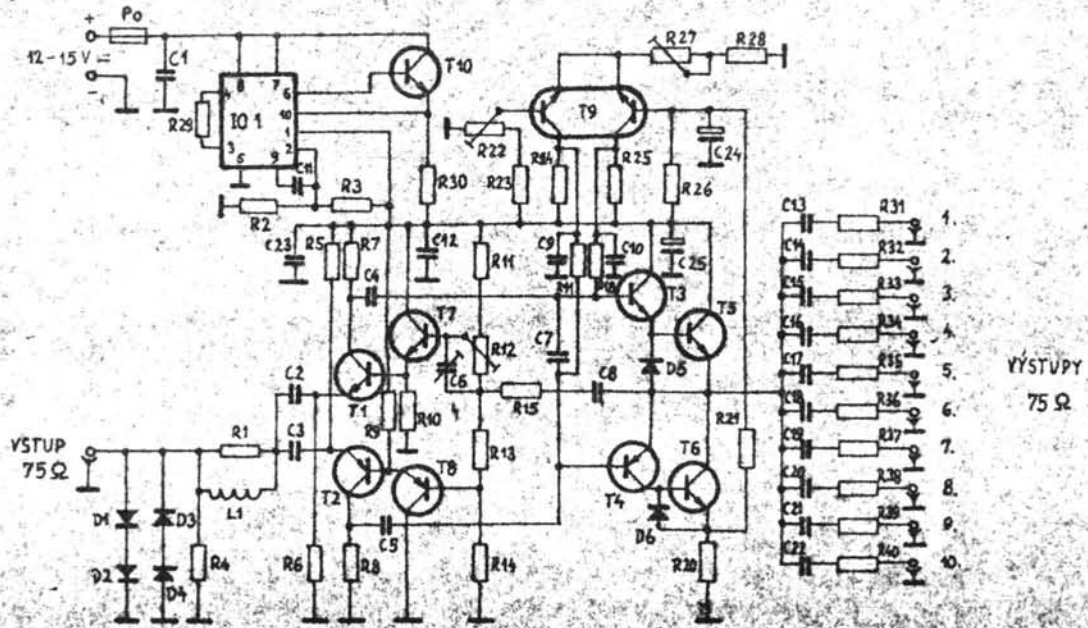 +
Po
12-15 V =
-
C1
R29
IO 1
8
7
4
3
6
10
1
2
5
9
T10
C11
R2
R3
R30
R27
R28
T9
R22
R23
R25
C24
R26
C23
R5
R7
C12
R11
C9
C10
C25
C4
T7
T3
T5
R12
C6
C7
D5
C2
T1
R9
R10
R15
C8
R21
C3
R1
VSTUP
75 Ω
L1
T2
T8
R13
T4
T6
D1
D3
D2
D4
R4
R6
R8
C5
R14
D6
R20
C13 R31 1.
C14 R32 2.
C15 R33 3.
C16 R34 4.
C17 R35 5.
C18 R36 6.
C19 R37 7.
C20 R38 8.
C21 R39 9.
C22 R40 10.
VÝSTUPY
75 Ω